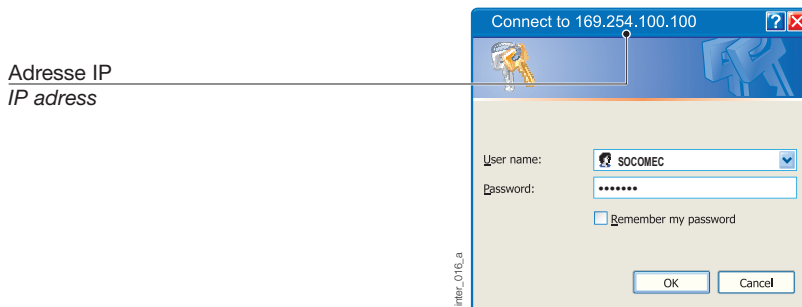 Connect to 169.254.100.100
Adresse IP
IP adress
User name:
SOCOMEC
Password:
•••••••
Remember my password
inter_016_a
OK
Cancel